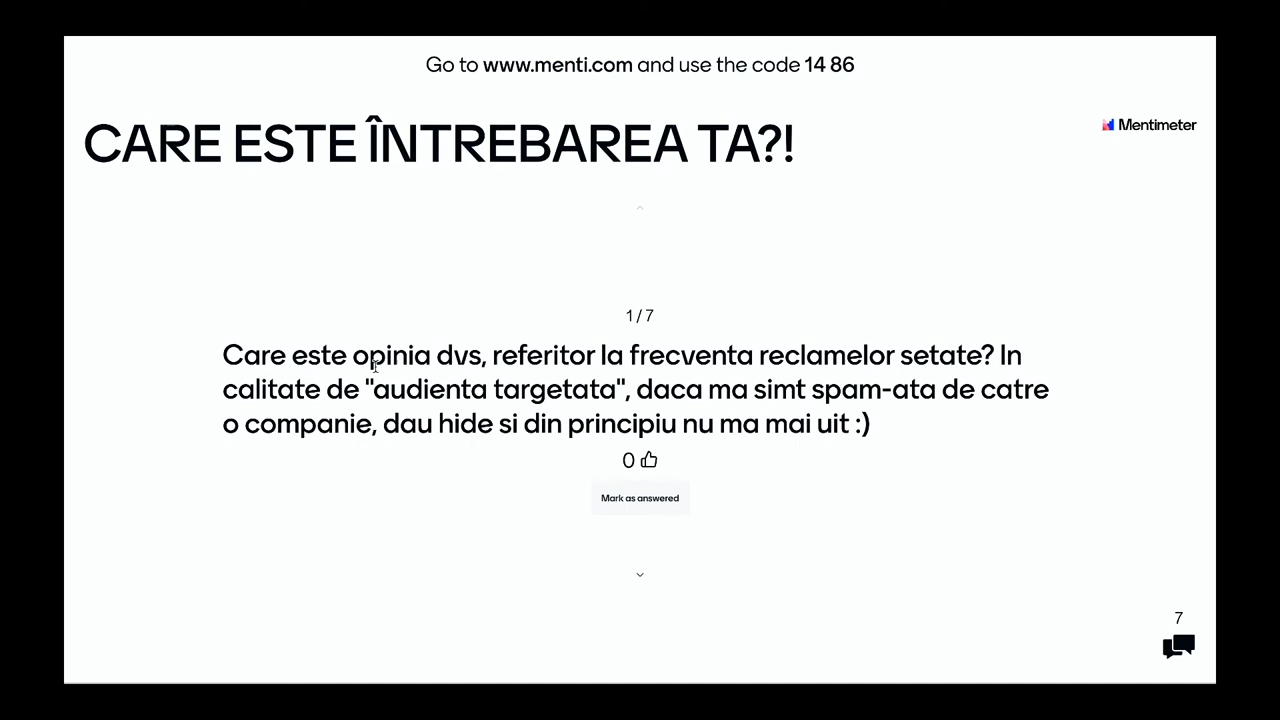 Go to www.menti.com and use the code 14 86
CARE ESTE ÎNTREBAREA TA?!
Mentimeter
1 / 7
Care este opinia dvs, referitor la frecventa reclamelor setate? In
calitate de "audienta targetata", daca ma simt spam-ata de catre
o companie, dau hide si din principiu nu ma mai uit :)
0
Mark as answered
7